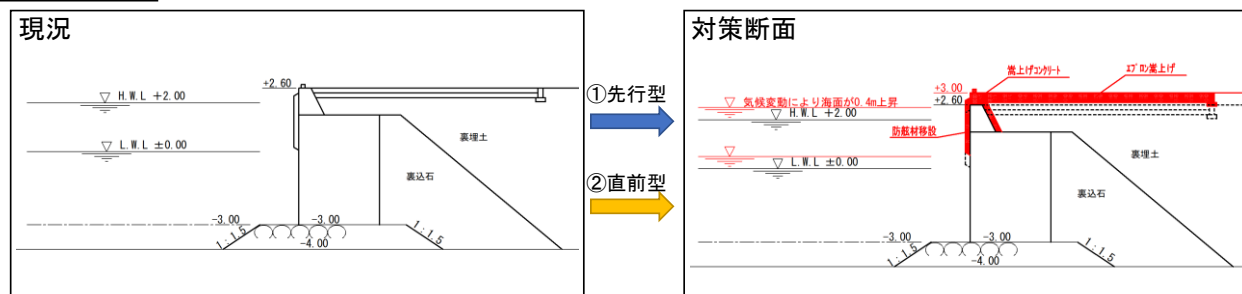 現況
+2.60
H.W.L +2.00
L.W.L ±0.00
裏埋土
裏込石
-3.00
-3.00
1:1.5
1:1.5
-4.00
①先行型
②直前型
対策断面
嵩上げコンクリート
エプロン嵩上げ
+3.00
+2.60
気候変動により海面が0.4m上昇
H.W.L +2.00
防舷材移設
L.W.L ±0.00
裏埋土
裏込石
-3.00
-3.00
1:1.5
1:1.5
-4.00